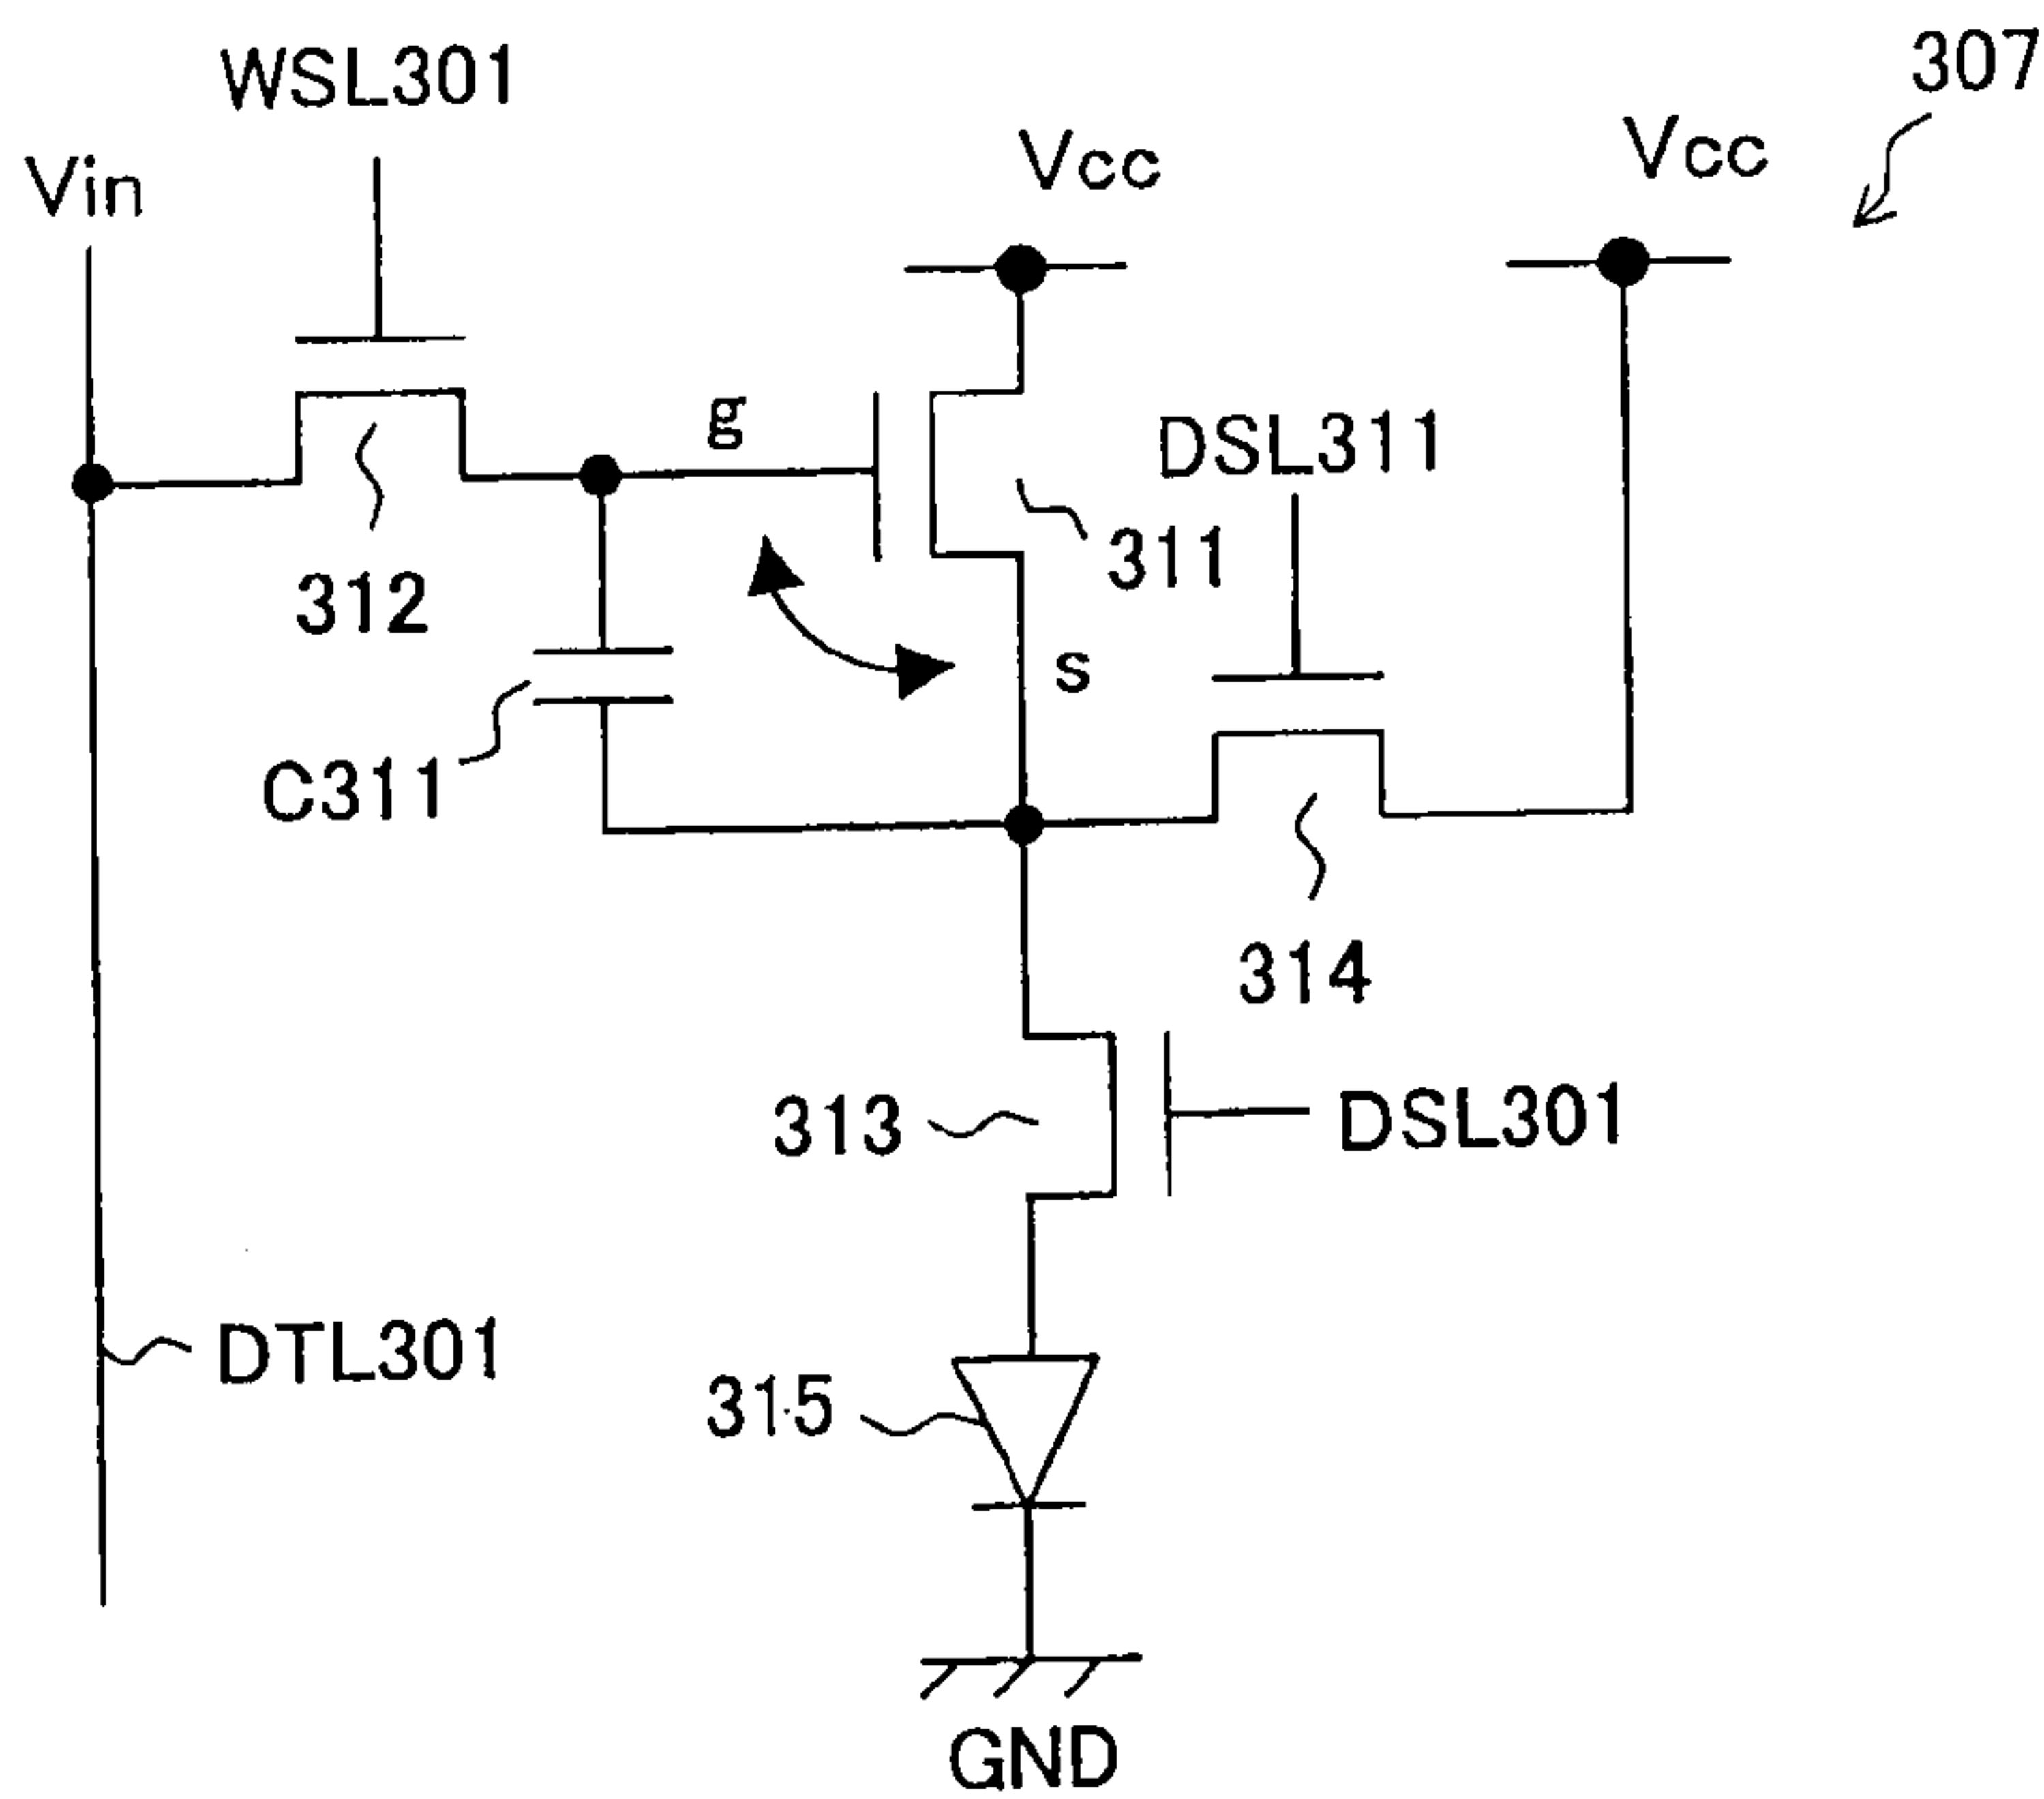 WSL301
307
Vcc
Vcc
Vin
g
DSL311
311
312
s
C311
314
313
DSL301
DTL301
315
GND